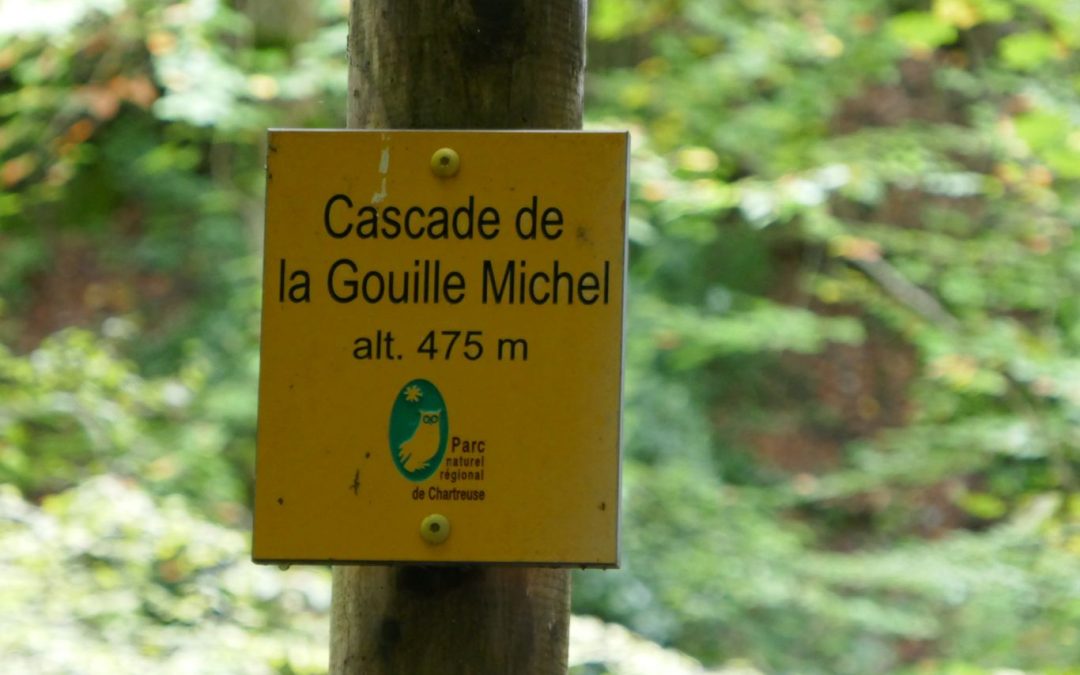 Cascade de
la Gouille Michel
alt. 475 m
Parc
naturel
régional
de Chartreuse